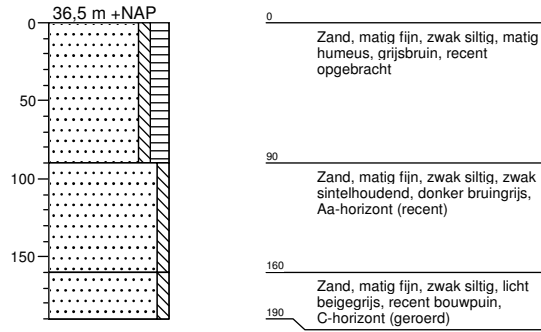 36,5 m +NAP
0
50
100
150
0
Zand, matig fijn, zwak siltig, matig
humeus, grijsbruin, recent
opgebracht
90
Zand, matig fijn, zwak siltig, zwak
sintelhoudend, donker bruingrijs,
Aa-horizont (recent)
160
Zand, matig fijn, zwak siltig, licht
beigegrijs, recent bouwpuin,
C-horizont (geroerd)
190